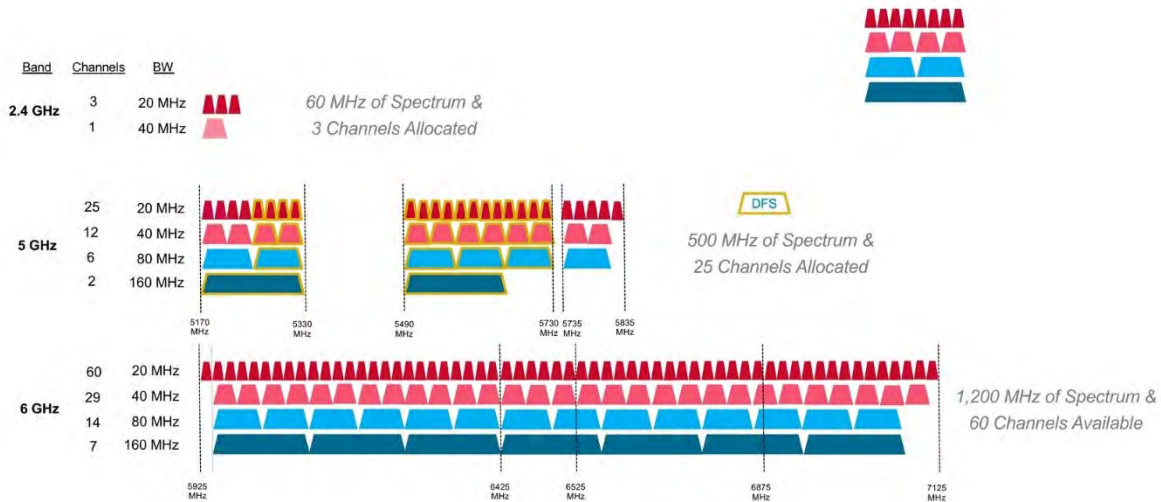 Band Channels BW
2.4 GHz
3 20 MHz
1 40 MHz
60 MHz of Spectrum &
3 Channels Allocated
5 GHz
25 20 MHz
12 40 MHz
6 80 MHz
2 160 MHz
DFS
500 MHz of Spectrum &
25 Channels Allocated
5170
MHz
5330
MHz
5490
MHz
5730
MHz
5735
MHz
5835
MHz
6 GHz
60 20 MHz
29 40 MHz
14 80 MHz
7 160 MHz
1,200 MHz of Spectrum &
60 Channels Available
5925
MHz
6425
MHz
6525
MHz
6875
MHz
7125
MHz